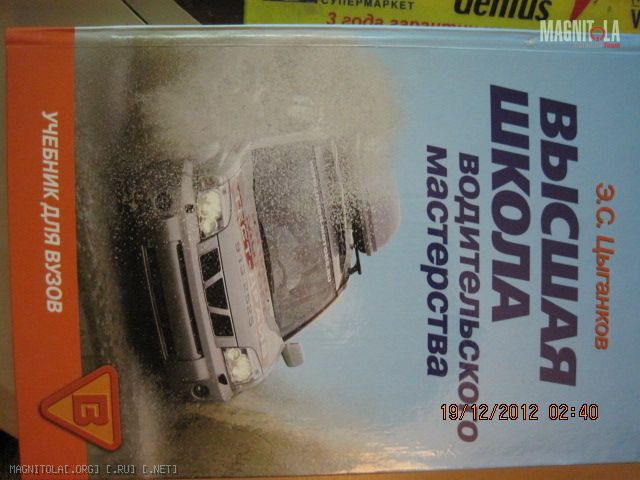 СУПЕРМАРКЕТ
3 года гаранти
genius
MAGNITOLA
Э.С. Цыганков
ВЫСШАЯ
ШКОЛА
водительского
мастерства
УЧЕБНИК ДЛЯ ВУЗОВ
В
19/12/2012 02:40
MAGNITOLA[.ORG] [.RU] [.NET]